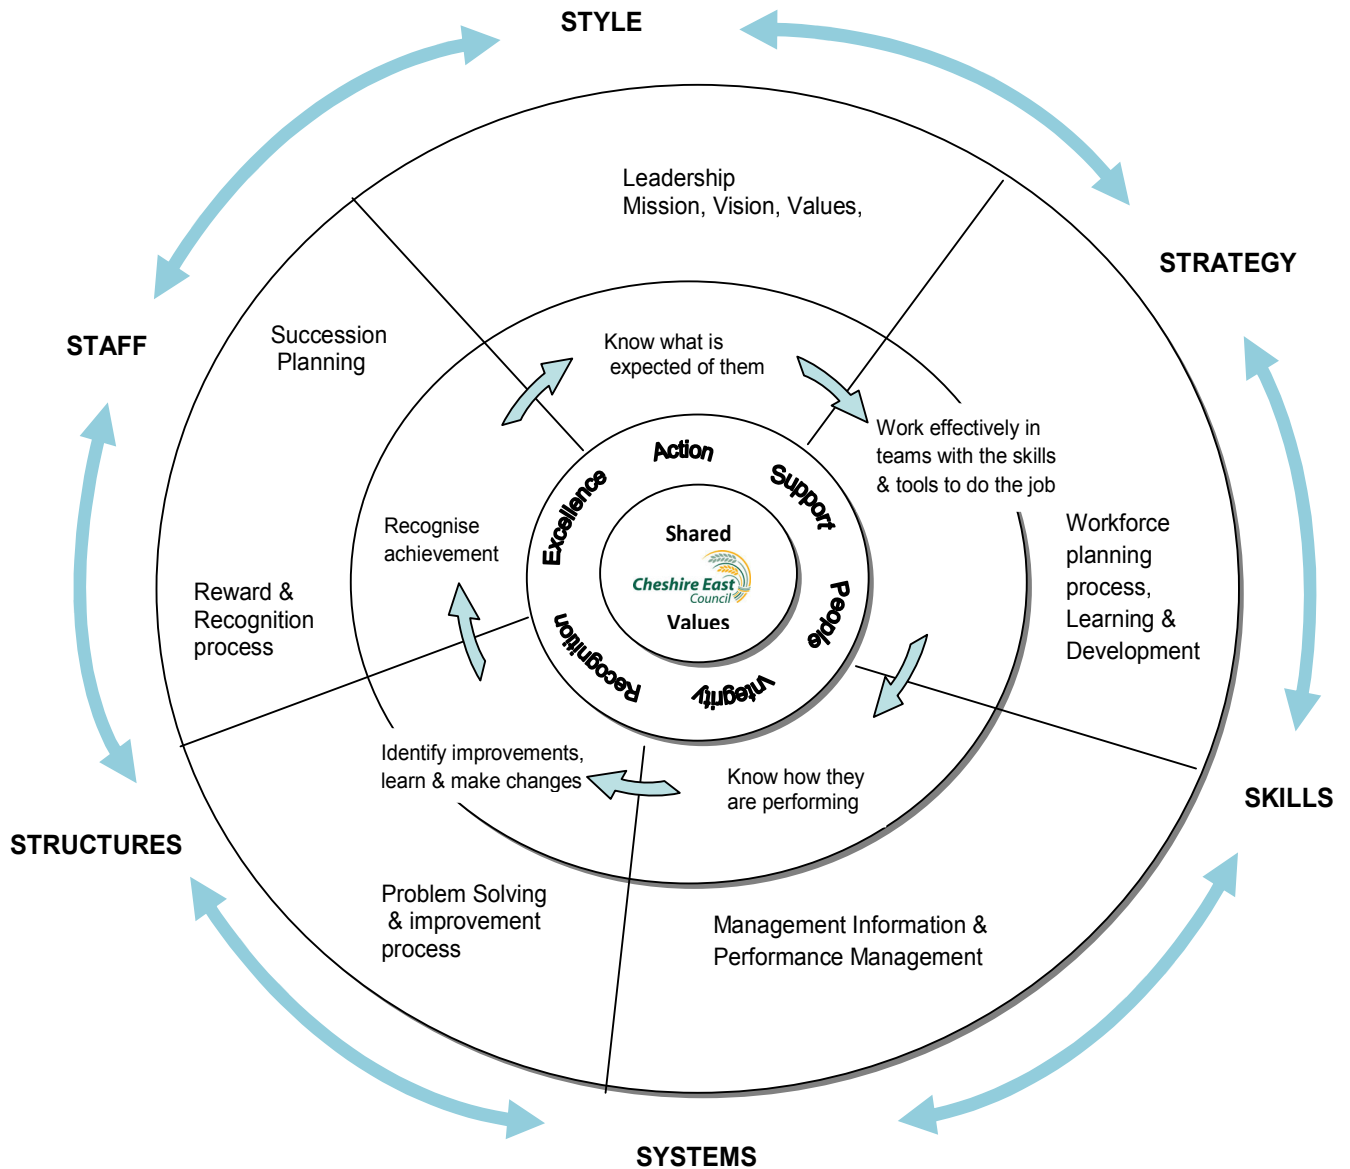 STYLE
Leadership
Mission, Vision, Values,
STRATEGY
STAFF
Succession
Planning
Know what is
expected of them
Work effectively in
teams with the skills
& tools to do the job
Action
Support
People
Integrity
Recognition
Excellence
Shared
Cheshire East
Council
Values
Recognise
achievement
Reward &
Recognition
process
Workforce
planning
process,
Learning &
Development
Identify improvements,
learn & make changes
Know how they
are performing
SKILLS
STRUCTURES
Problem Solving
& improvement
process
Management Information &
Performance Management
SYSTEMS